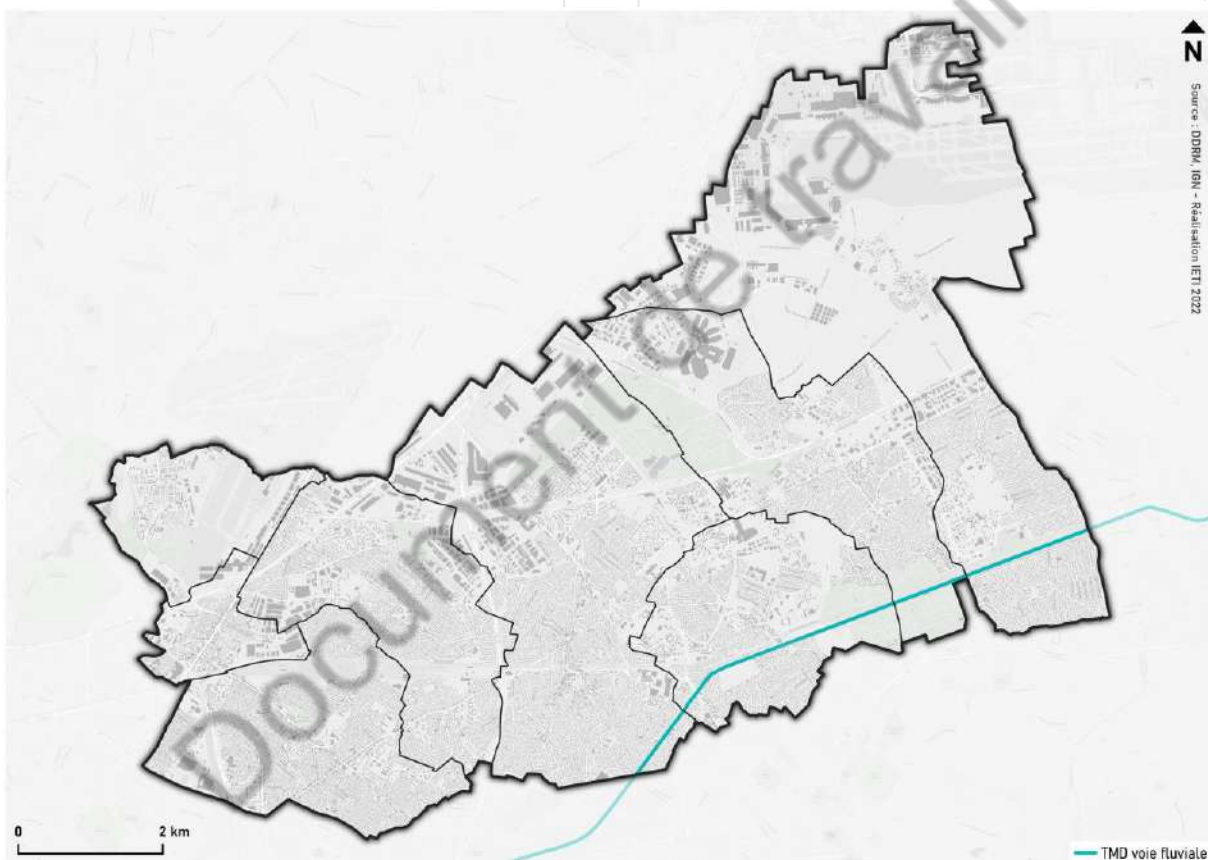 N
Source : DDRM, IGN - Réalisation IETI 2022
Document de travail
0 2 km
TMD voie fluviale